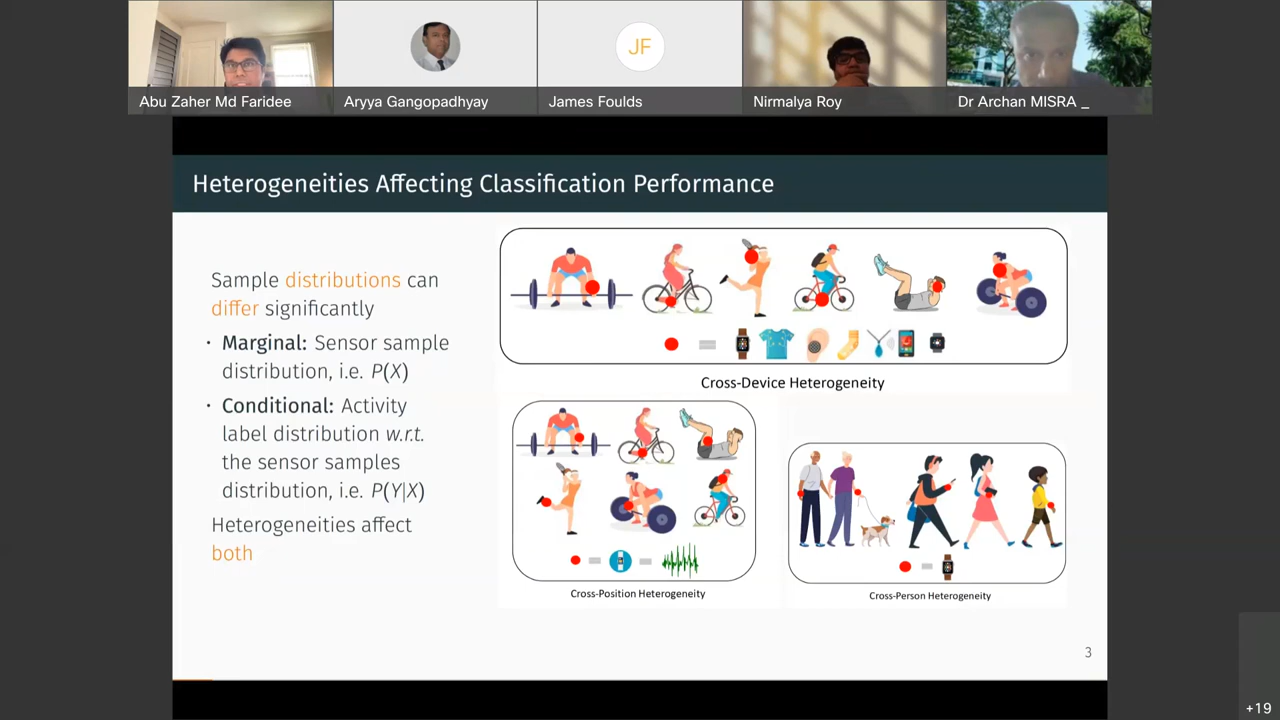 Abu Zaher Md Faridee
Aryya Gangopadhyay
JF
James Foulds
Nirmalya Roy
Dr Archan MISRA _
Heterogeneities Affecting Classification Performance
Sample distributions can
differ significantly
· Marginal: Sensor sample
distribution, i.e. P(X)
· Conditional: Activity
label distribution w.r.t.
the sensor samples
distribution, i.e. P(Y|X)
Heterogeneities affect
both
Cross-Device Heterogeneity
Cross-Position Heterogeneity
Cross-Person Heterogeneity
3
+19